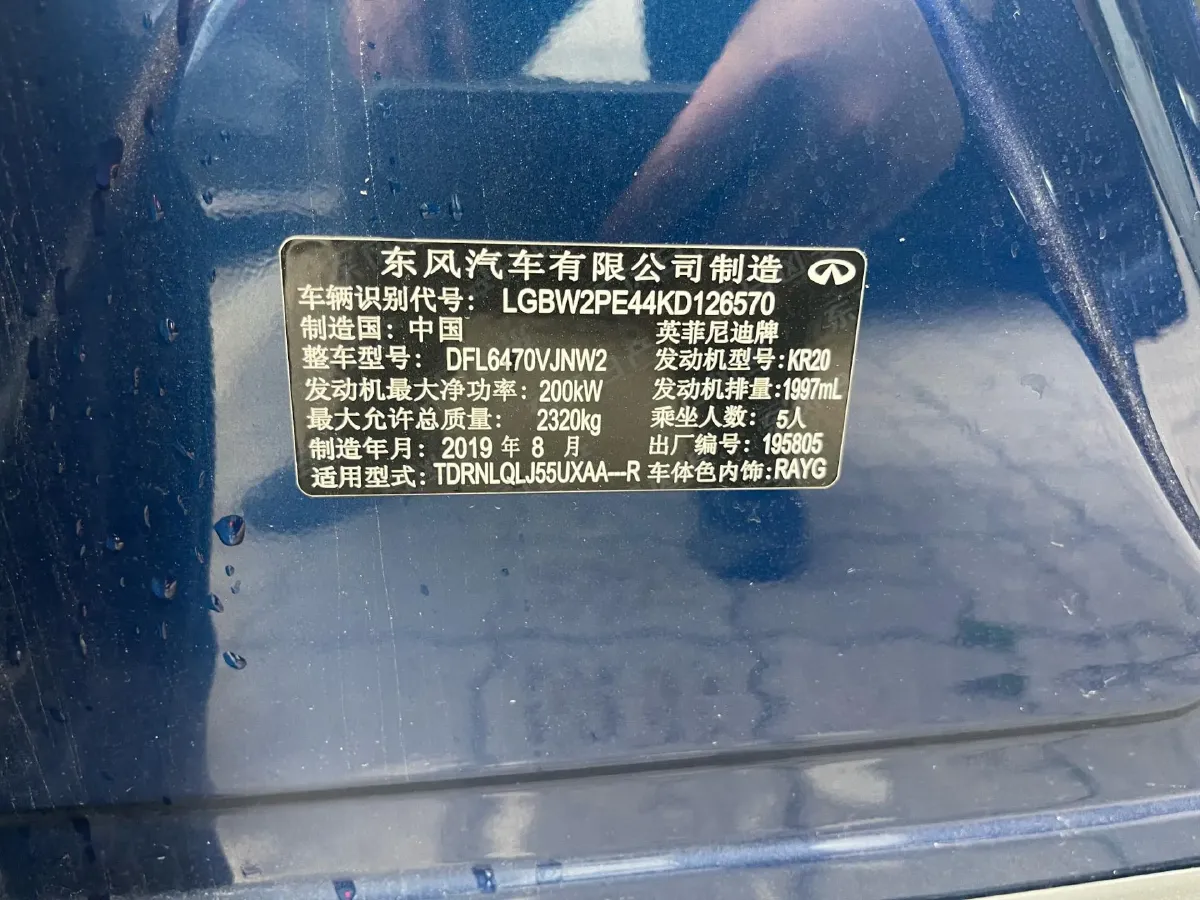 东风汽车有限公司制造
车辆识别代号: LGBW2PE44KD126570
制造国: 中国 英菲尼迪牌
整车型号: DFL6470VJNW2 发动机型号:KR20
发动机最大净功率: 200kW 发动机排量:1997mL
最大允许总质量: 2320kg 乘坐人数: 5人
制造年月: 2019 年 8 月 出厂编号: 195805
适用型式: TDRNLQLJ55UXAA---R 车体色内饰:RAYG